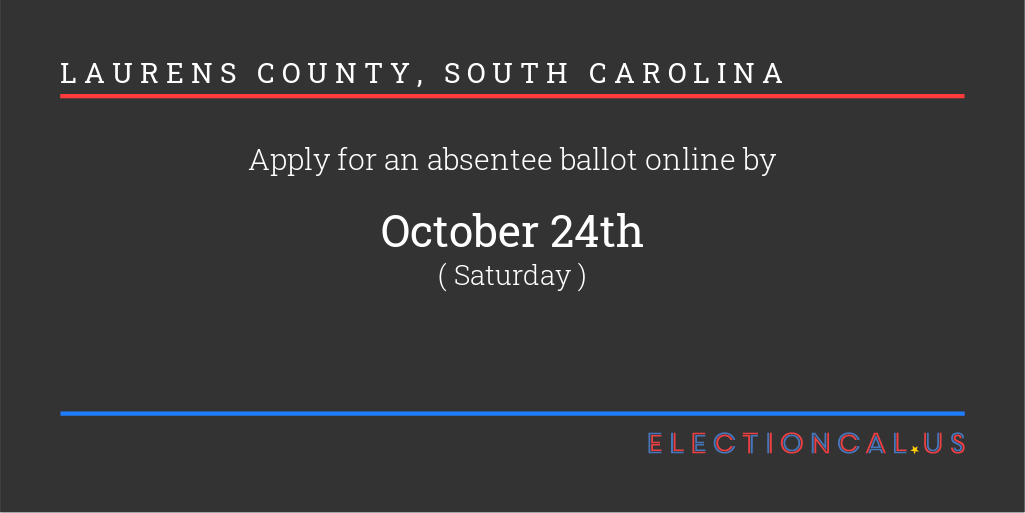 LAURENS COUNTY, SOUTH CAROLINA
Apply for an absentee ballot online by
October 24th
( Saturday )
ELECTIONCAL.US